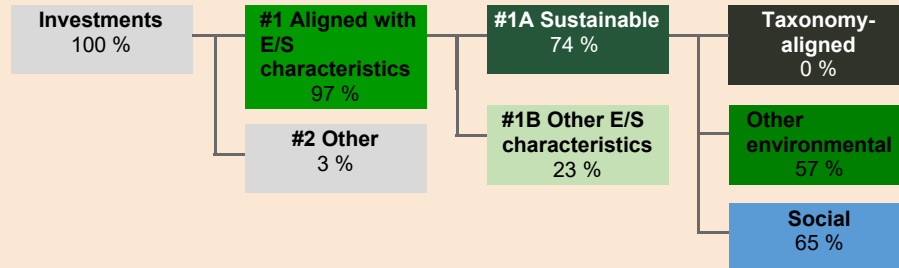 Investments
100 %
#1 Aligned with
E/S
characteristics
97 %
#2 Other
3 %
#1A Sustainable
74 %
#1B Other E/S
characteristics
23 %
Taxonomy-
aligned
0 %
Other
environmental
57 %
Social
65 %